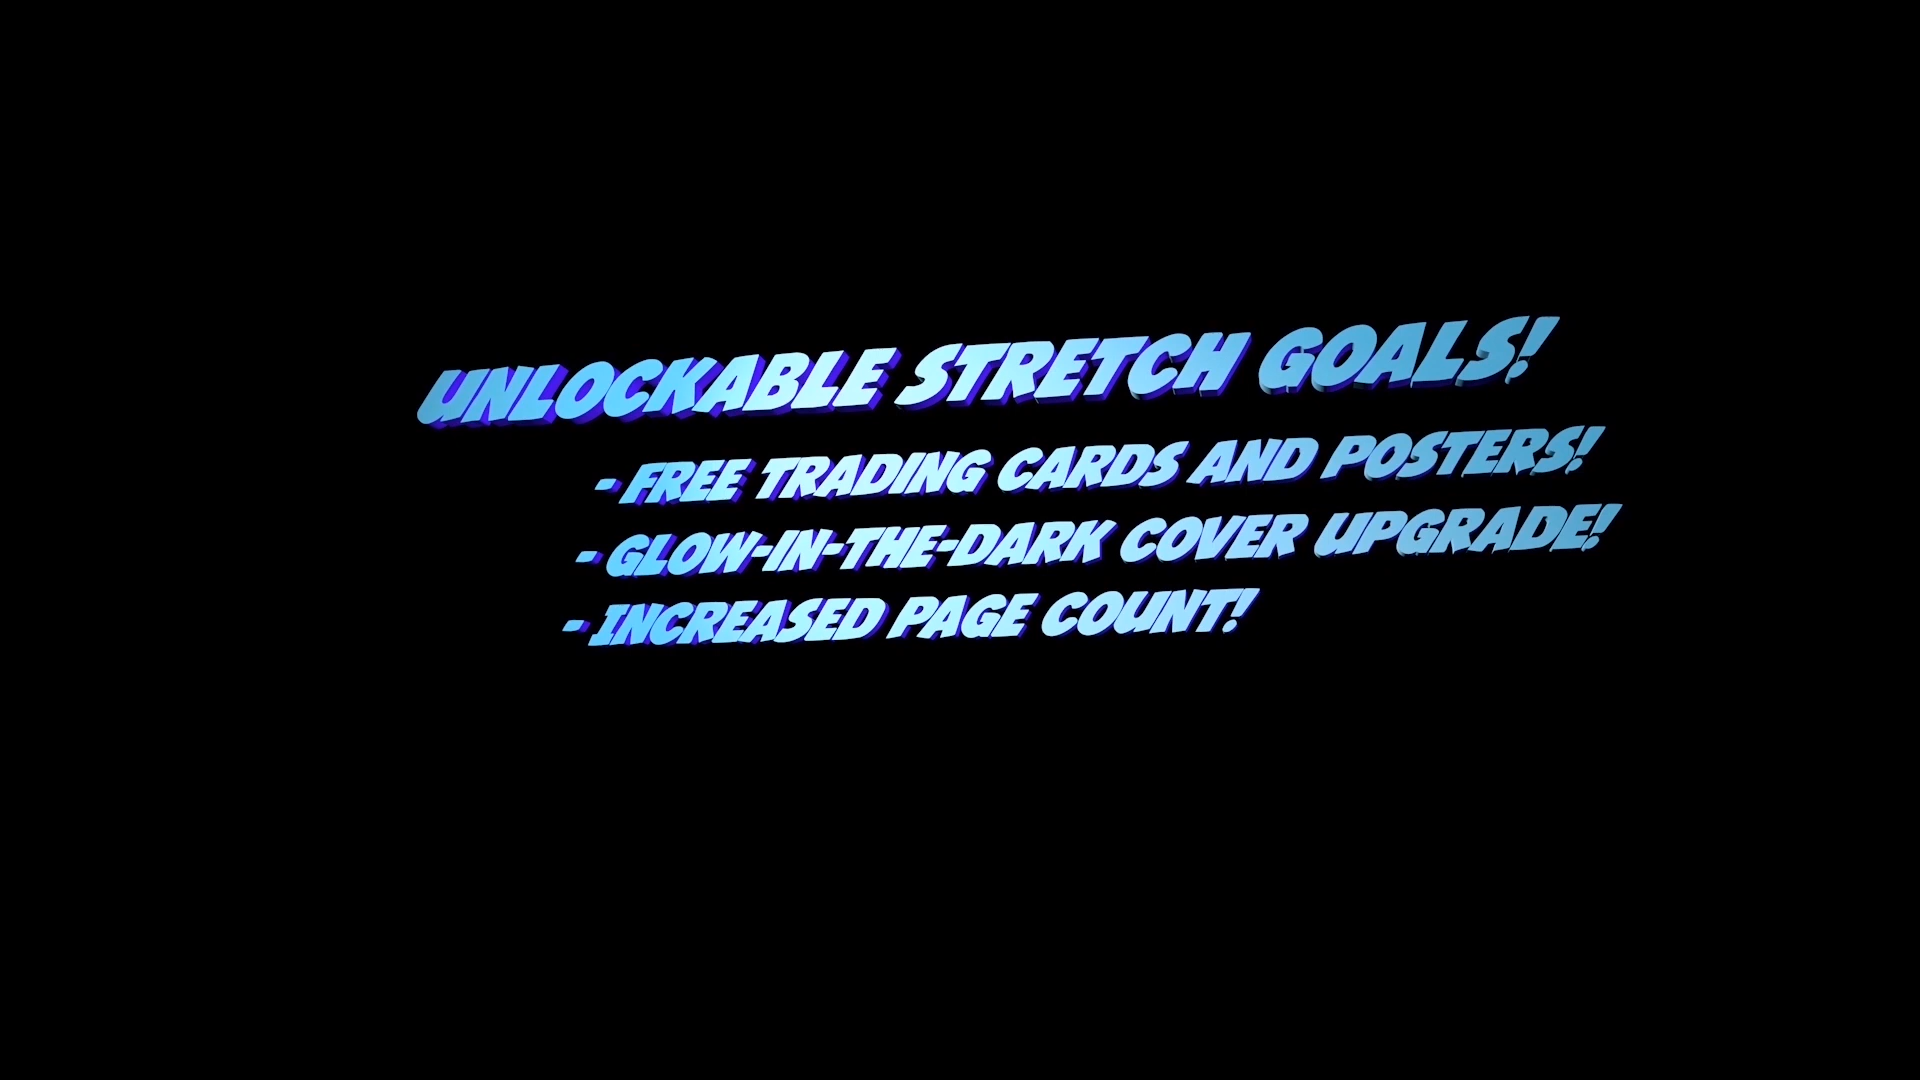 UNLOCKABLE STRETCH GOALS!
- FREE TRADING CARDS AND POSTERS!
- GLOW-IN-THE-DARK COVER UPGRADE!
- INCREASED PAGE COUNT!